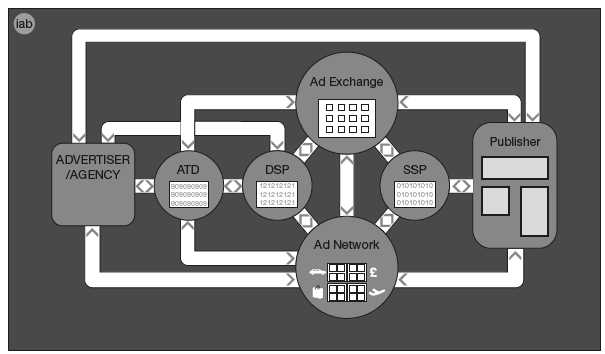 iab
Ad Exchange
Publisher
ADVERTISER
/AGENCY
ATD
909090909
909090909
909090909
DSP
121212121
121212121
121212121
SSP
010101010
010101010
010101010
Ad Network
£